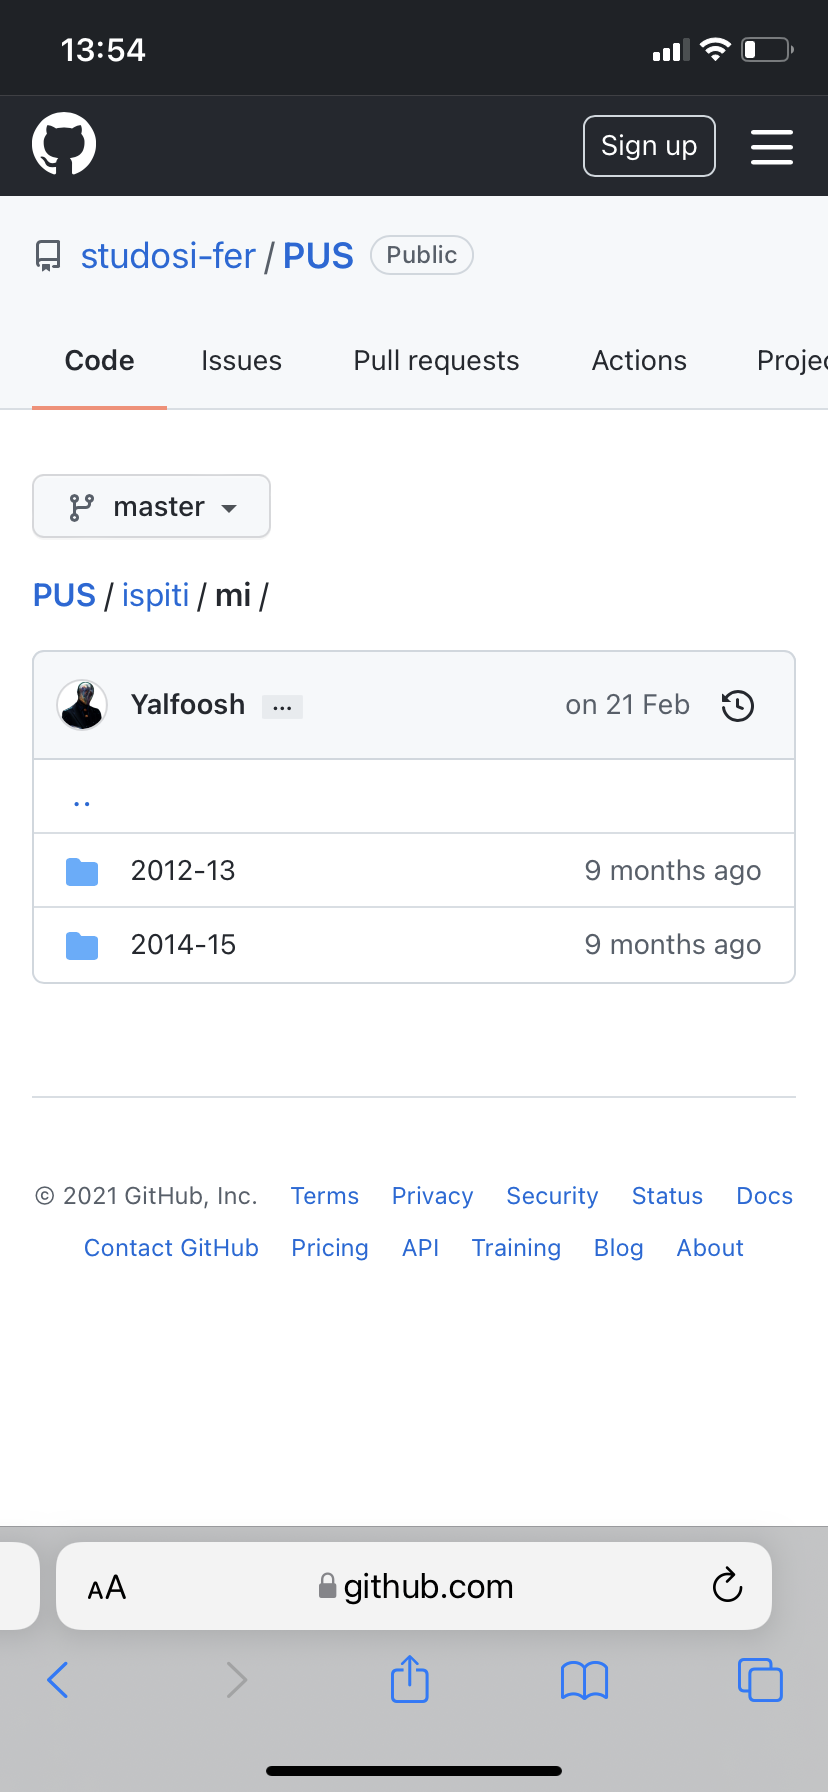 13:54
Sign up
studosi-fer / PUS Public
Code Issues Pull requests Actions Projec
master
PUS / ispiti / mi /
Yalfoosh ... on 21 Feb
..
2012-13 9 months ago
2014-15 9 months ago
© 2021 GitHub, Inc. Terms Privacy Security Status Docs
Contact GitHub Pricing API Training Blog About
AA github.com